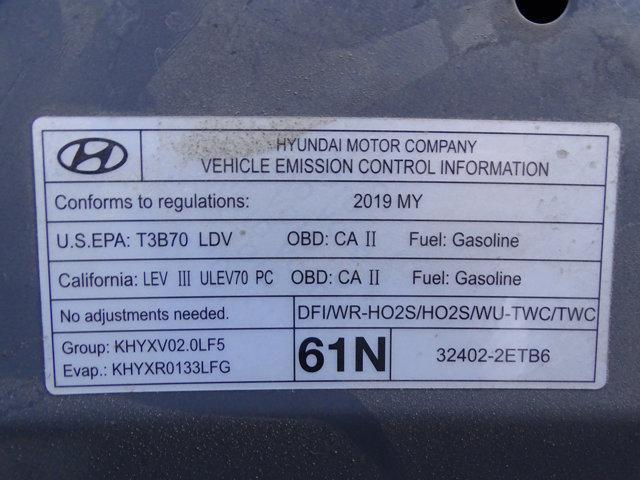 HYUNDAI MOTOR COMPANY
VEHICLE EMISSION CONTROL INFORMATION
Conforms to regulations: 2019 MY
U.S.EPA: T3B70 LDV OBD: CA II Fuel: Gasoline
California: LEV III ULEV70 PC OBD: CA II Fuel: Gasoline
No adjustments needed. DFI/WR-HO2S/HO2S/WU-TWC/TWC
Group: KHYXV02.0LF5
Evap.: KHYXR0133LFG
61N
32402-2ETB6